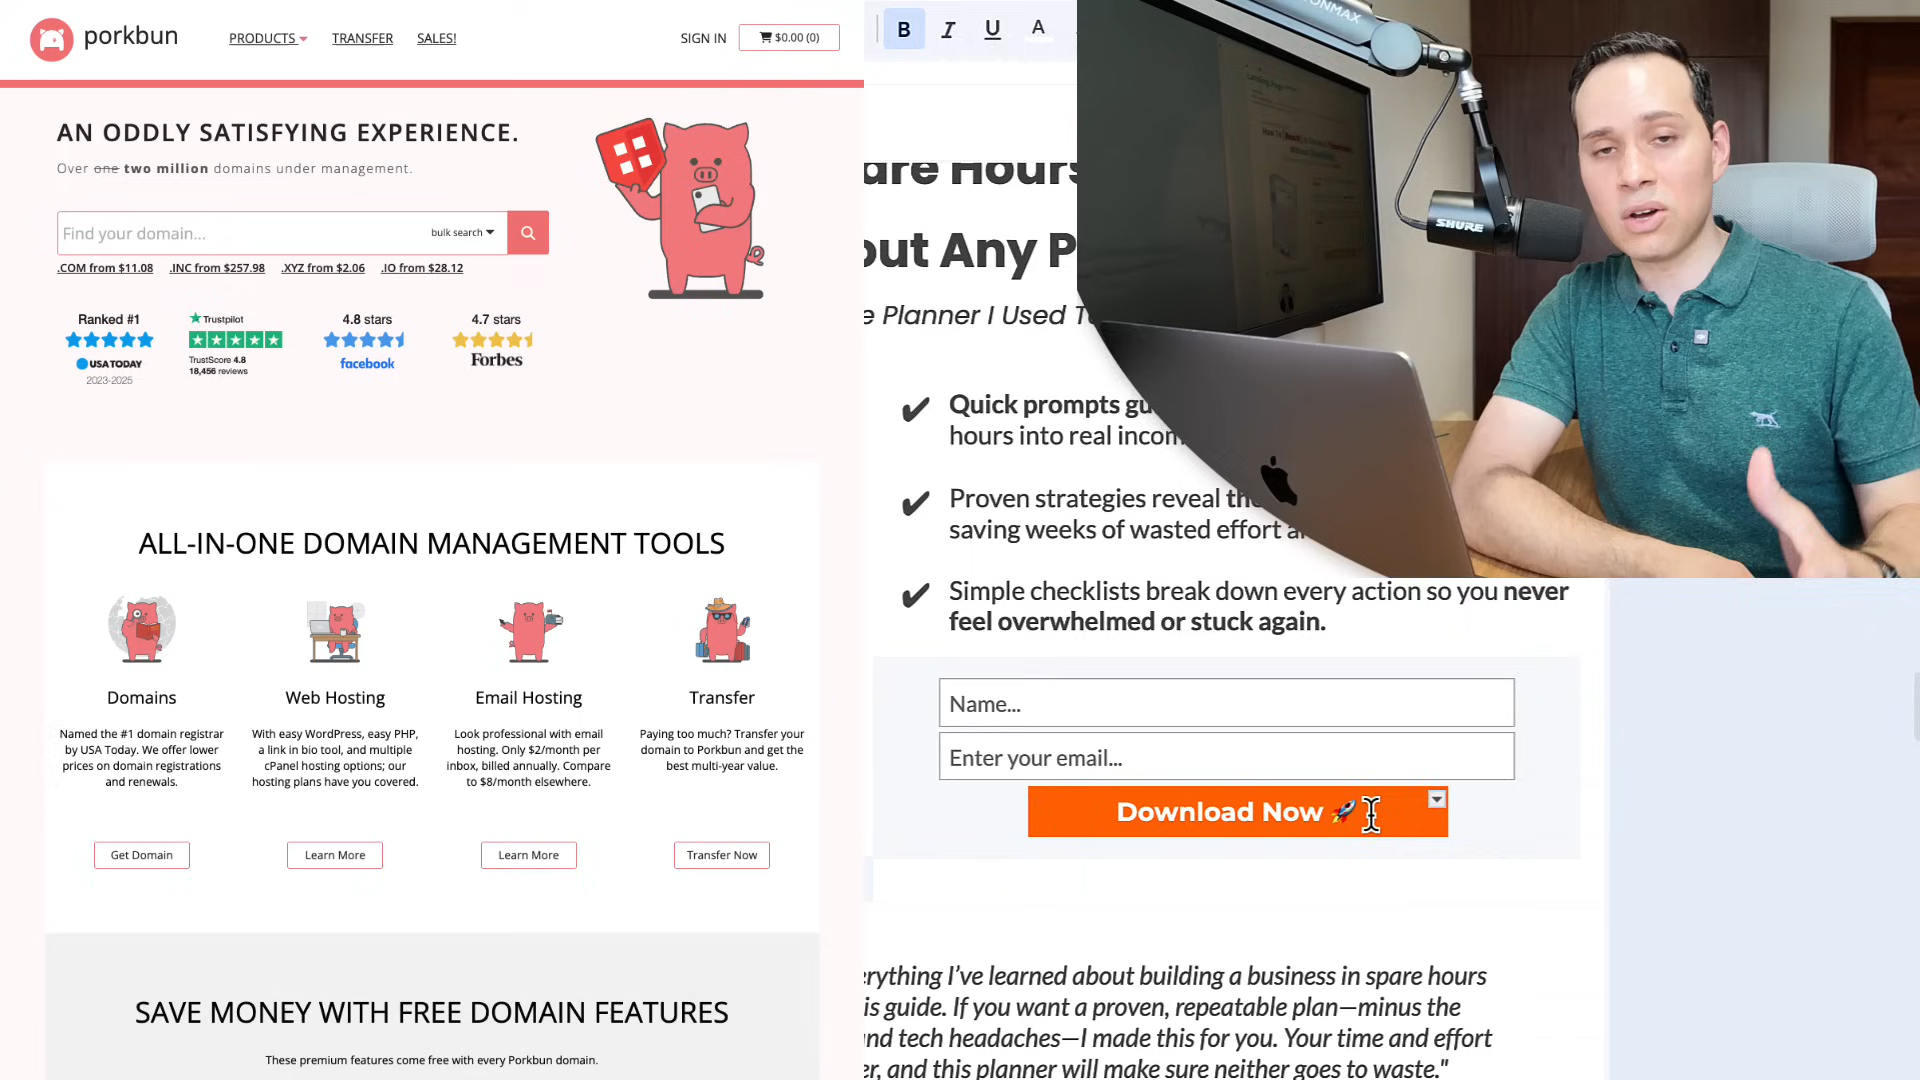 porkbun
PRODUCTS
TRANSFER
SALES!
SIGN IN
$0.00 (0)
AN ODDLY SATISFYING EXPERIENCE.
Over one two million domains under management.
Find your domain...
bulk search
.COM from $11.08
.INC from $257.98
.XYZ from $2.06
.IO from $28.12
Ranked #1
USA TODAY
2023-2025
Trustpilot
TrustScore 4.8
18,456 reviews
4.8 stars
facebook
4.7 stars
Forbes
ALL-IN-ONE DOMAIN MANAGEMENT TOOLS
Domains
Named the #1 domain registrar
by USA Today. We offer lower
prices on domain registrations
and renewals.
Get Domain
Web Hosting
With easy WordPress, easy PHP,
a link in bio tool, and multiple
cPanel hosting options; our
hosting plans have you covered.
Learn More
Email Hosting
Look professional with email
hosting. Only $2/month per
inbox, billed annually. Compare
to $8/month elsewhere.
Learn More
Transfer
Paying too much? Transfer your
domain to Porkbun and get the
best multi-year value.
Transfer Now
SAVE MONEY WITH FREE DOMAIN FEATURES
These premium features come free with every Porkbun domain.
B I U A
are Hours
out Any P
e Planner I Used T
✔ Quick prompts gu
hours into real incom
✔ Proven strategies reveal th
saving weeks of wasted effort a
✔ Simple checklists break down every action so you never
feel overwhelmed or stuck again.
Name...
Enter your email...
Download Now 🚀
erything I've learned about building a business in spare hours
is guide. If you want a proven, repeatable plan—minus the
nd tech headaches—I made this for you. Your time and effort
er, and this planner will make sure neither goes to waste."
SHURE